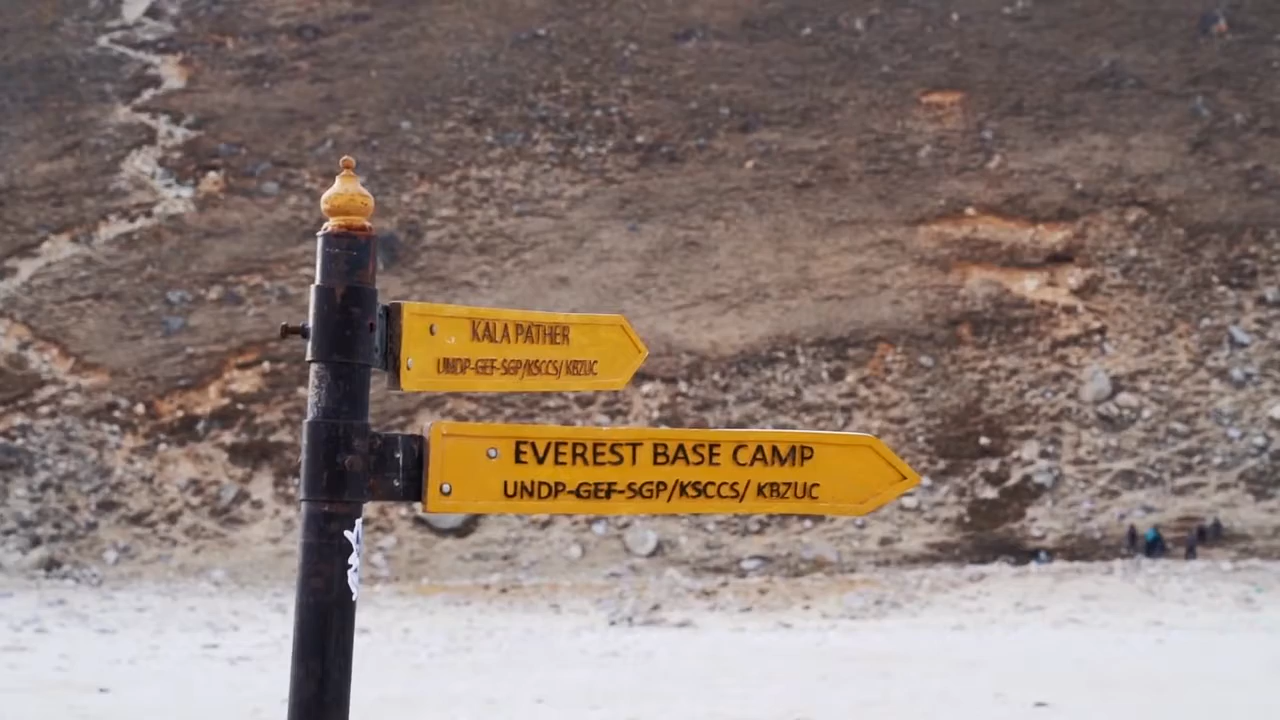 KALA PATHER
UNDP-GEF-SGP/KSCCS/ KBZUC
EVEREST BASE CAMP
UNDP-GEF-SGP/KSCCS/ KBZUC